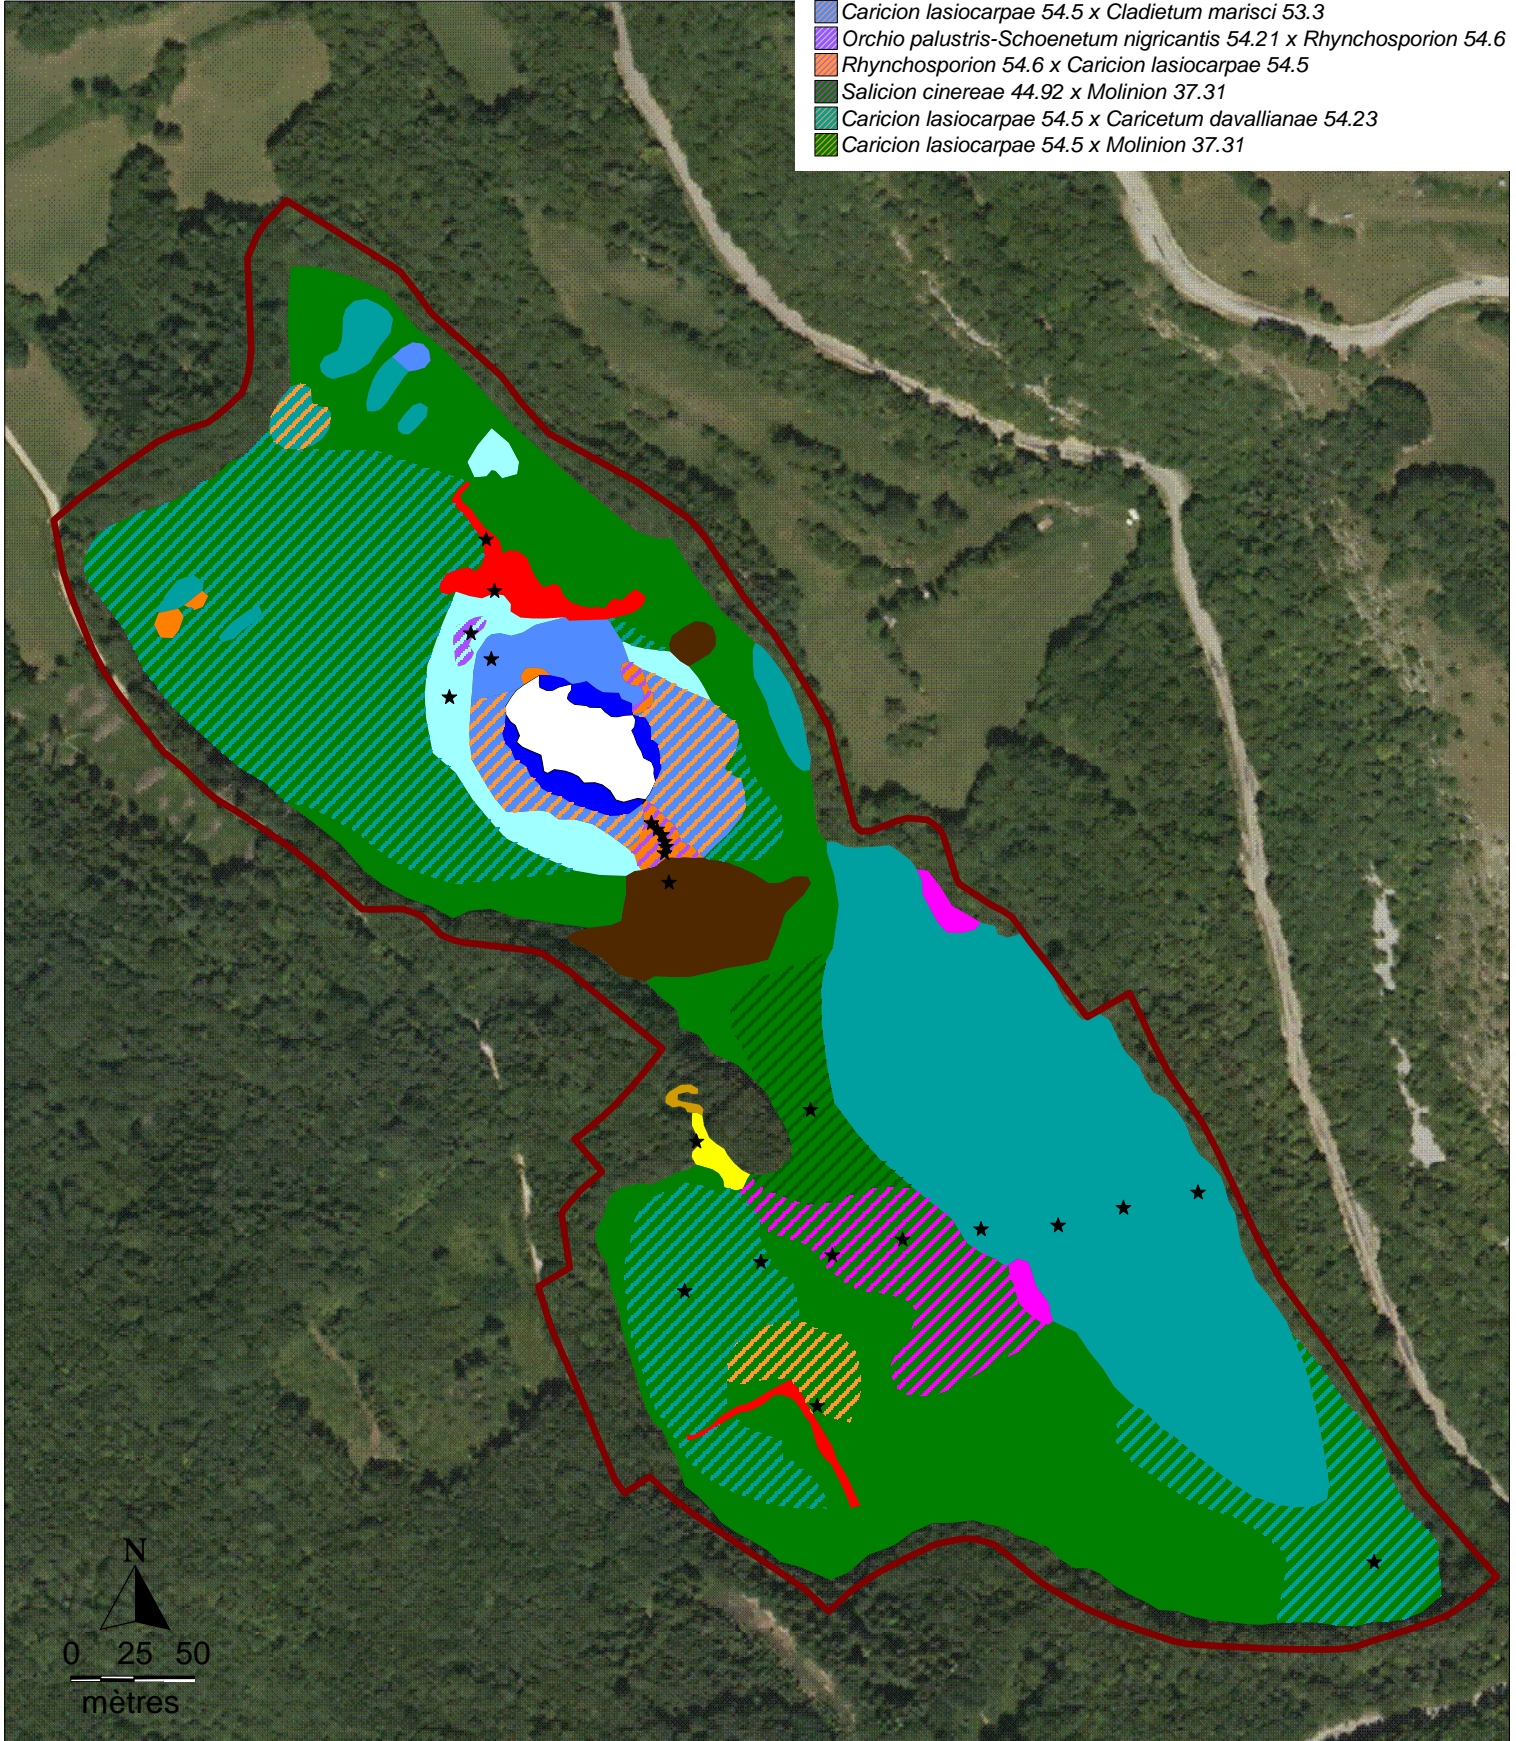 Caricion lasiocarpae 54.5 x Cladietum marisci 53.3
Orchio palustris-Schoenetum nigricantis 54.21 x Rhynchosporion 54.6
Rhynchosporion 54.6 x Caricion lasiocarpae 54.5
Salicion cinereae 44.92 x Molinion 37.31
Caricion lasiocarpae 54.5 x Caricetum davallianae 54.23
Caricion lasiocarpae 54.5 x Molinion 37.31
N
0 25 50
mètres